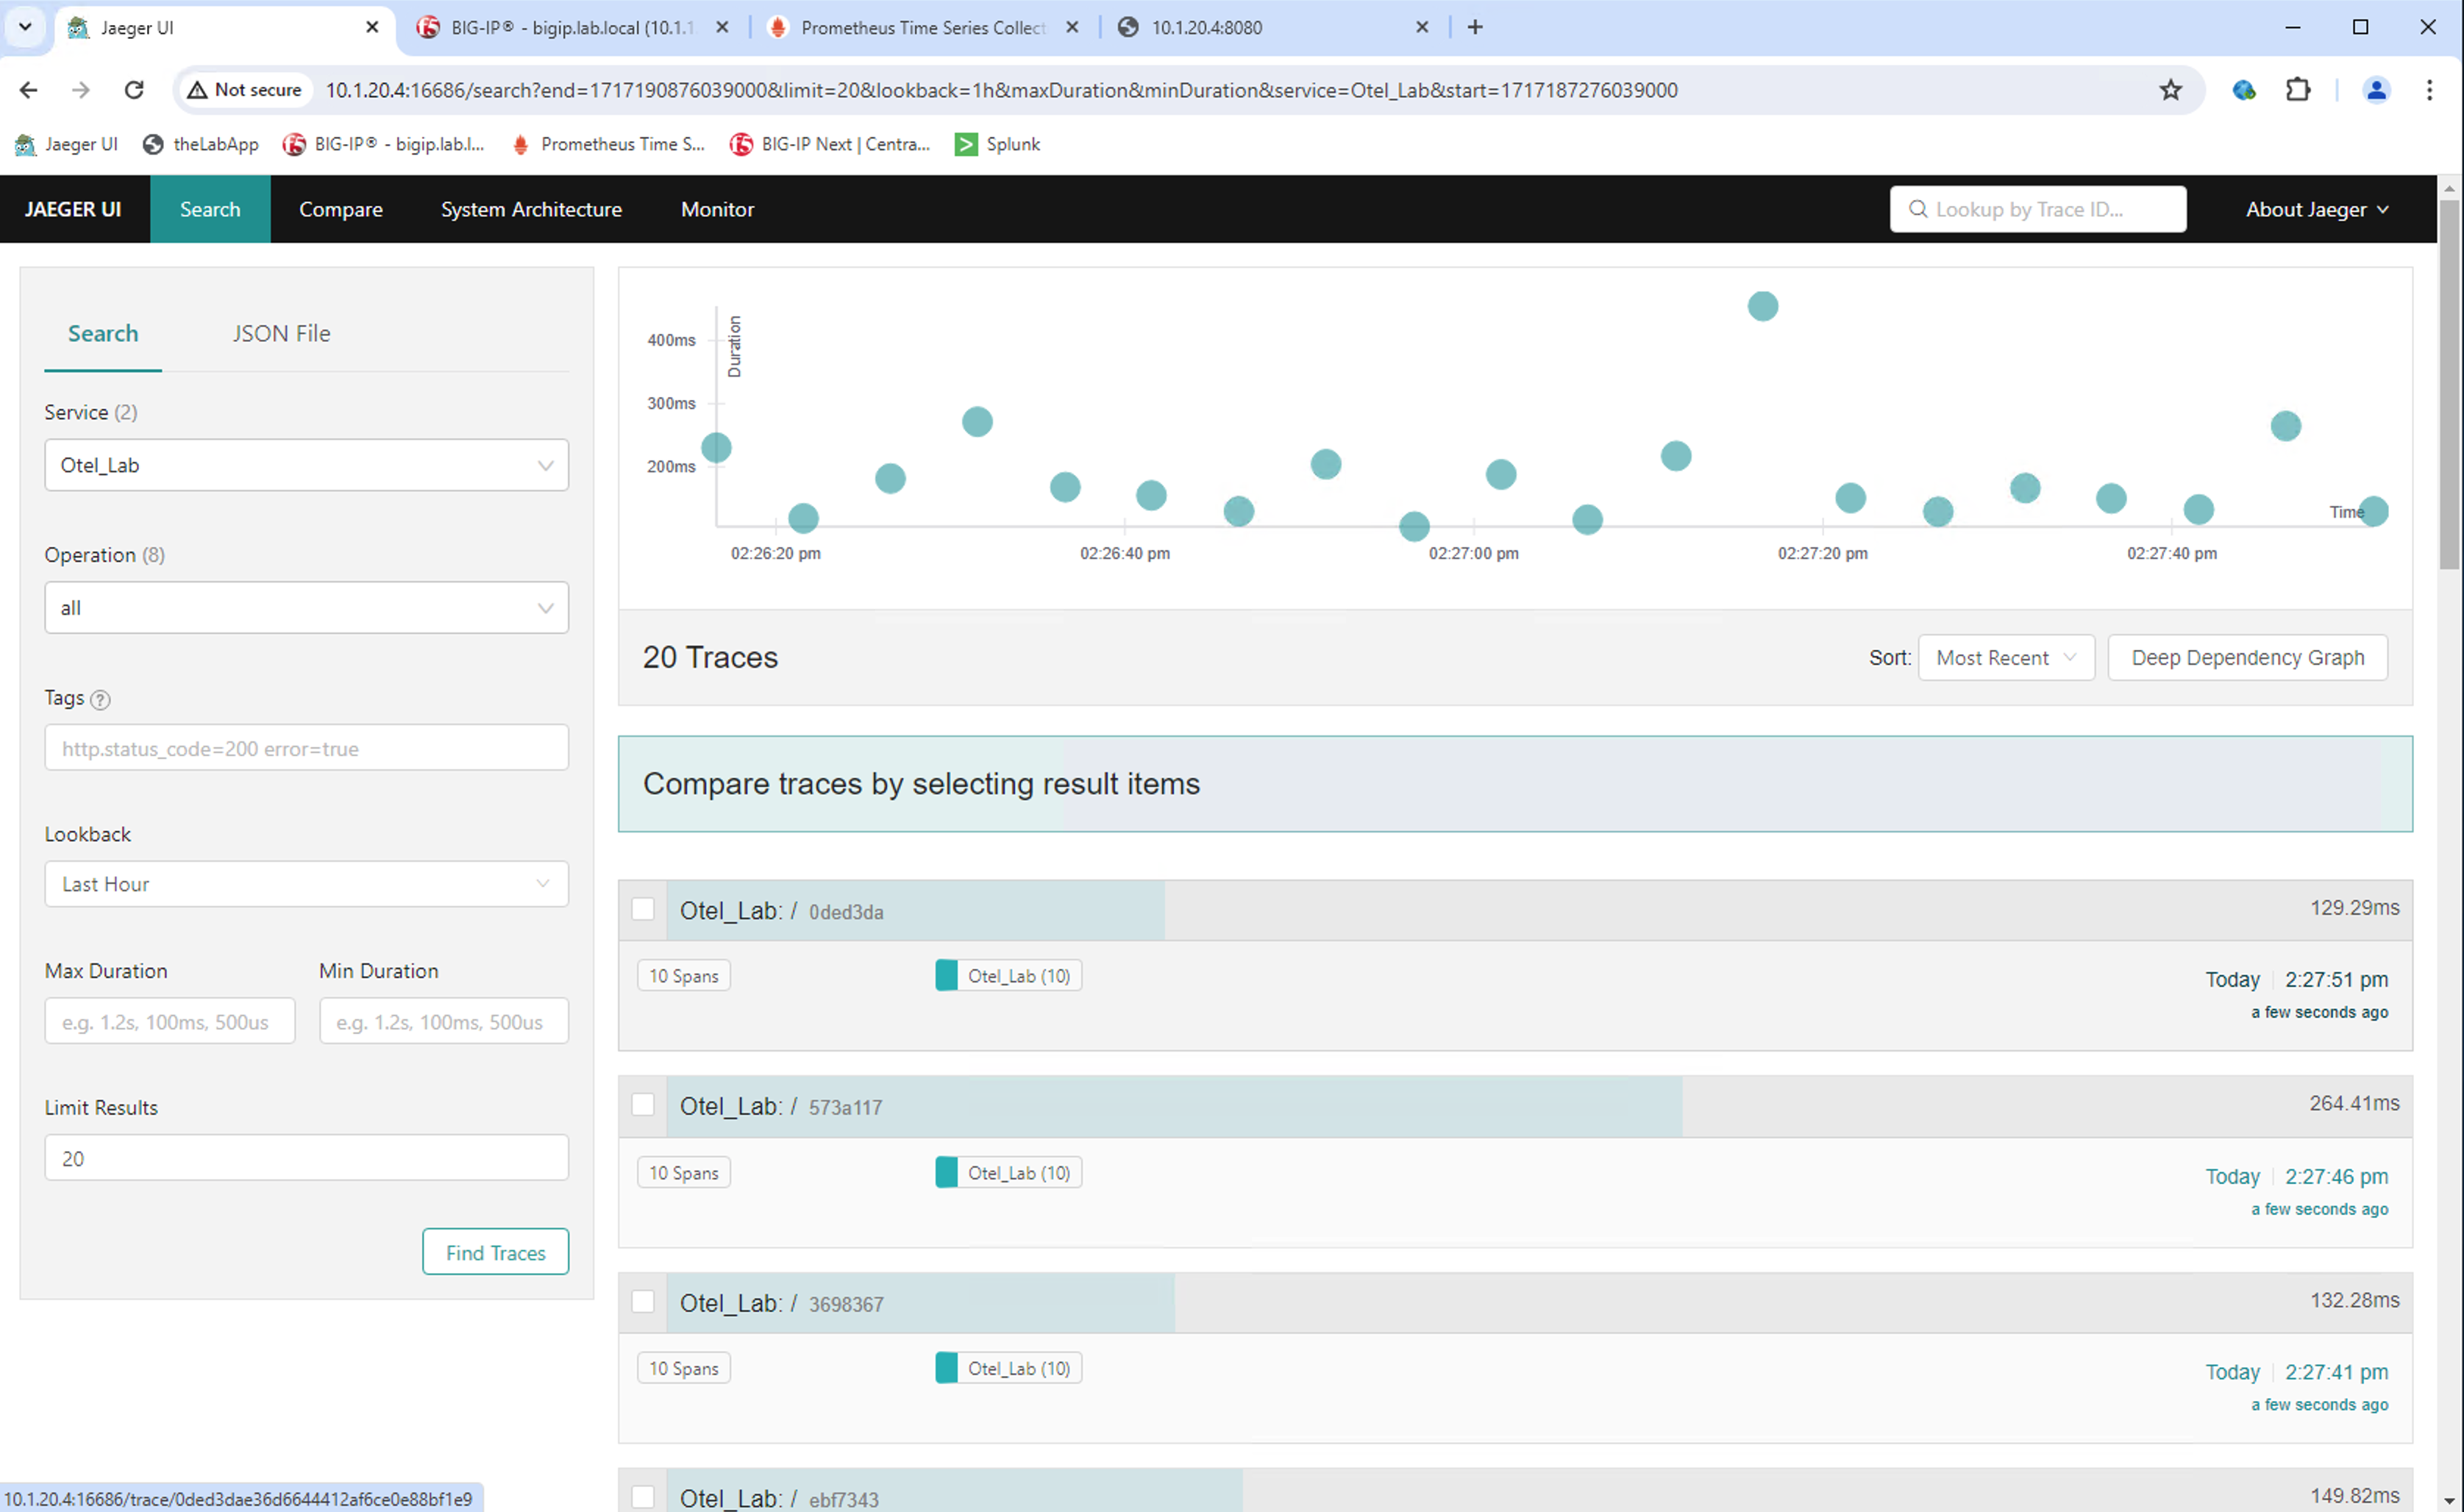 Jaeger UI
BIG-IP® - bigip.lab.local (10.1.1
Prometheus Time Series Collect
10.1.20.4:8080
Not secure
10.1.20.4:16686/search?end=1717190876039000&limit=20&lookback=1h&maxDuration&minDuration&service=Otel_Lab&start=1717187276039000
Jaeger UI
theLabApp
BIG-IP® - bigip.lab.l...
Prometheus Time S...
BIG-IP Next | Centra...
Splunk
JAEGER UI
Search
Compare
System Architecture
Monitor
Lookup by Trace ID...
About Jaeger
Search
JSON File
Service (2)
Otel_Lab
Operation (8)
all
Tags
http.status_code=200 error=true
Lookback
Last Hour
Max Duration
Min Duration
e.g. 1.2s, 100ms, 500us
e.g. 1.2s, 100ms, 500us
Limit Results
20
Find Traces
Duration
400ms
300ms
200ms
Time
02:26:20 pm
02:26:40 pm
02:27:00 pm
02:27:20 pm
02:27:40 pm
20 Traces
Sort:
Most Recent
Deep Dependency Graph
Compare traces by selecting result items
Otel_Lab: / 0ded3da
129.29ms
10 Spans
Otel_Lab (10)
Today
2:27:51 pm
a few seconds ago
Otel_Lab: / 573a117
264.41ms
10 Spans
Otel_Lab (10)
Today
2:27:46 pm
a few seconds ago
Otel_Lab: / 3698367
132.28ms
10 Spans
Otel_Lab (10)
Today
2:27:41 pm
a few seconds ago
Otel_Lab: / ebf7343
149.82ms
10.1.20.4:16686/trace/0ded3dae36d6644412af6ce0e88bf1e9